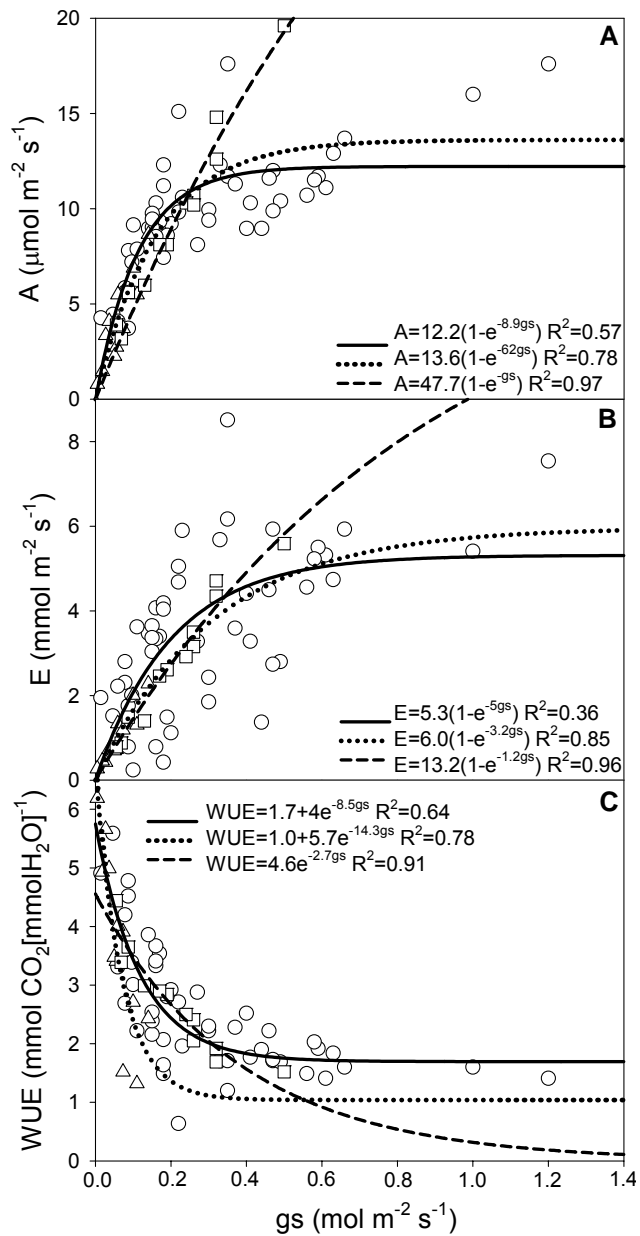 20
A
15
10
5
0
A (μmol m⁻² s⁻¹)
A=12.2(1-e^-8.9gs) R²=0.57
A=13.6(1-e^-62gs) R²=0.78
A=47.7(1-e^-gs) R²=0.97
B
8
6
4
2
0
E (mmol m⁻² s⁻¹)
E=5.3(1-e^-5gs) R²=0.36
E=6.0(1-e^-3.2gs) R²=0.85
E=13.2(1-e^-1.2gs) R²=0.96
C
6
5
4
3
2
1
0
WUE (mmol CO₂[mmolH₂O]⁻¹)
WUE=1.7+4e^-8.5gs R²=0.64
WUE=1.0+5.7e^-14.3gs R²=0.78
WUE=4.6e^-2.7gs R²=0.91
0.0 0.2 0.4 0.6 0.8 1.0 1.2 1.4
gs (mol m⁻² s⁻¹)